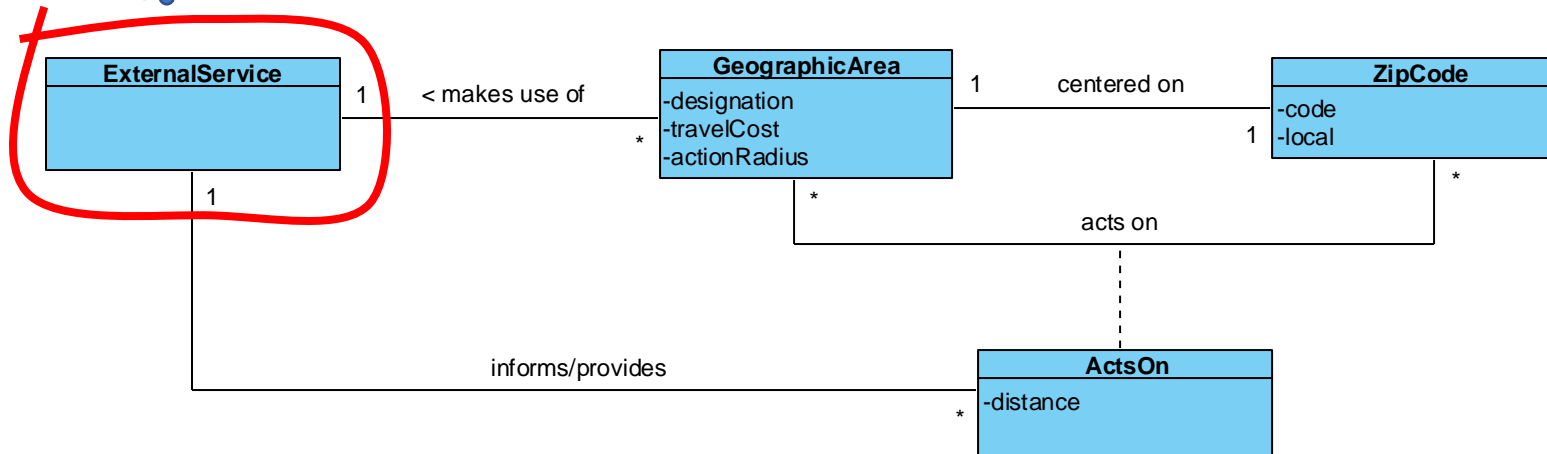 ExternalService
1
< makes use of
*
GeographicArea
-designation
-travelCost
-actionRadius
1
centered on
1
ZipCode
-code
-local
1
*
acts on
*
informs/provides
*
ActsOn
-distance